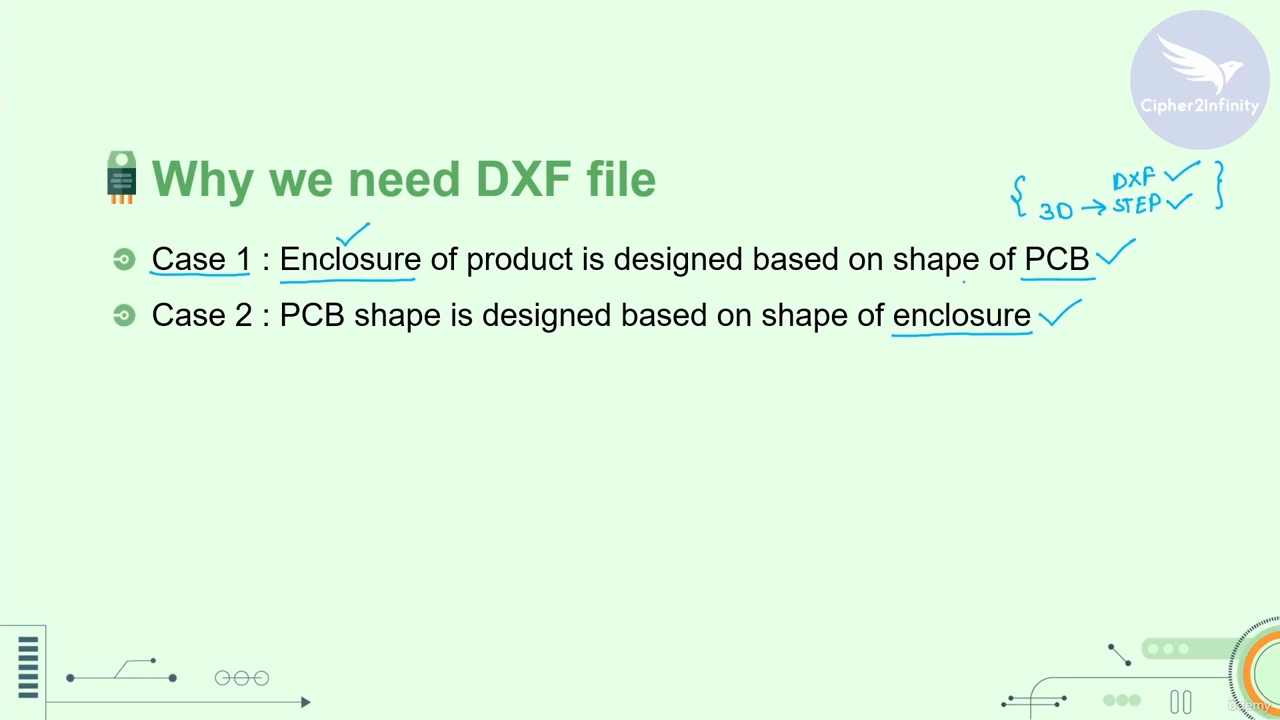 Cipher2Infinity
Why we need DXF file
DXF
3D → STEP
Case 1 : Enclosure of product is designed based on shape of PCB
Case 2 : PCB shape is designed based on shape of enclosure
udemy